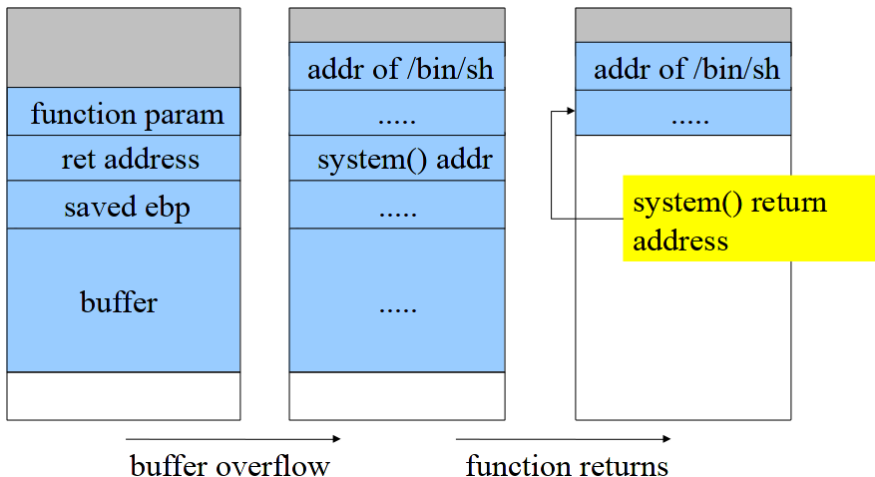 function param
ret address
saved ebp
buffer
addr of /bin/sh
.....
system() addr
.....
.....
addr of /bin/sh
.....
system() return
address
buffer overflow
function returns